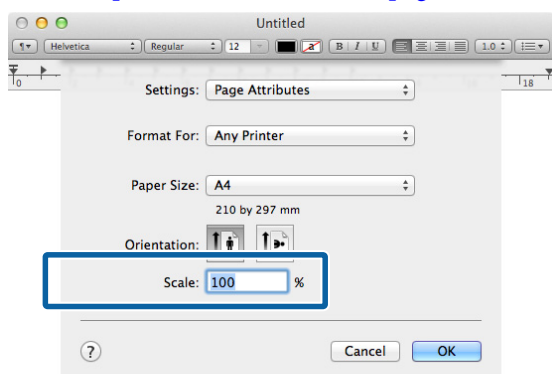 Untitled
¶ Helvetica Regular 12 a B I U 1.0
0 18
Settings: Page Attributes
Format For: Any Printer
Paper Size: A4
210 by 297 mm
Orientation:
Scale: 100 %
? Cancel OK